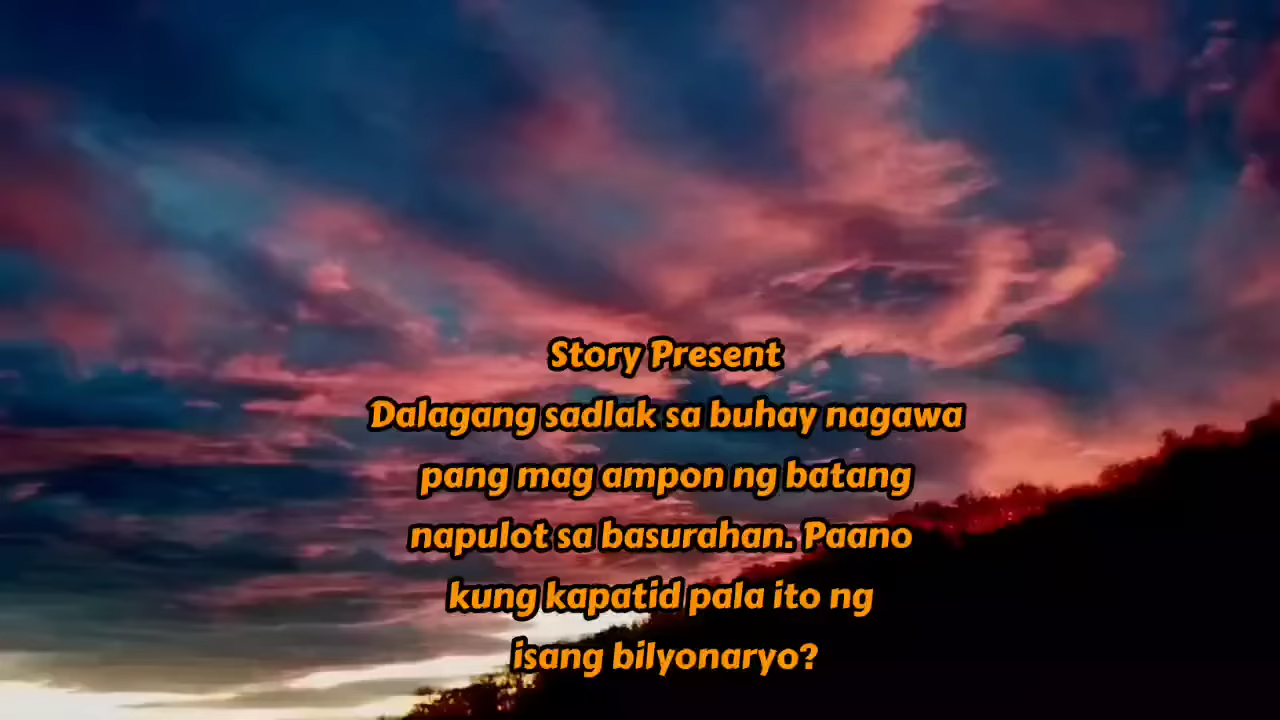 Story Present
Dalagang sadlak sa buhay nagawa
pang mag ampon ng batang
napulot sa basurahan. Paano
kung kapatid pala ito ng
isang bilyonaryo?